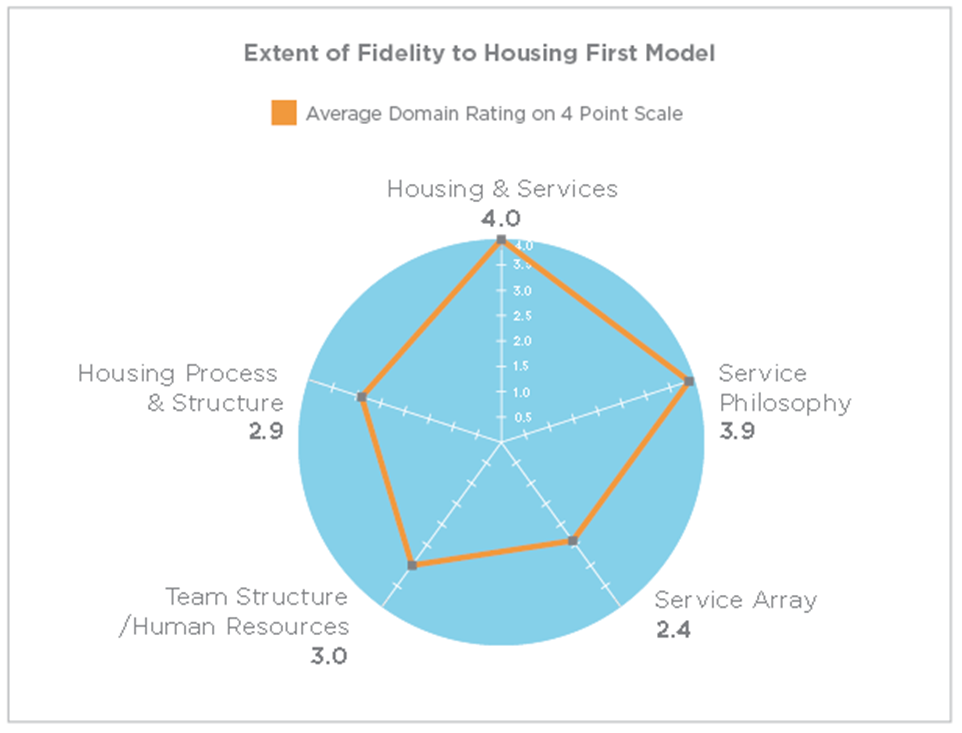 Extent of Fidelity to Housing First Model
Average Domain Rating on 4 Point Scale
Housing & Services
4.0
4.0
3.5
3.0
2.5
2.0
1.5
1.0
0.5
Service
Philosophy
3.9
Housing Process
& Structure
2.9
Team Structure
/Human Resources
3.0
Service Array
2.4